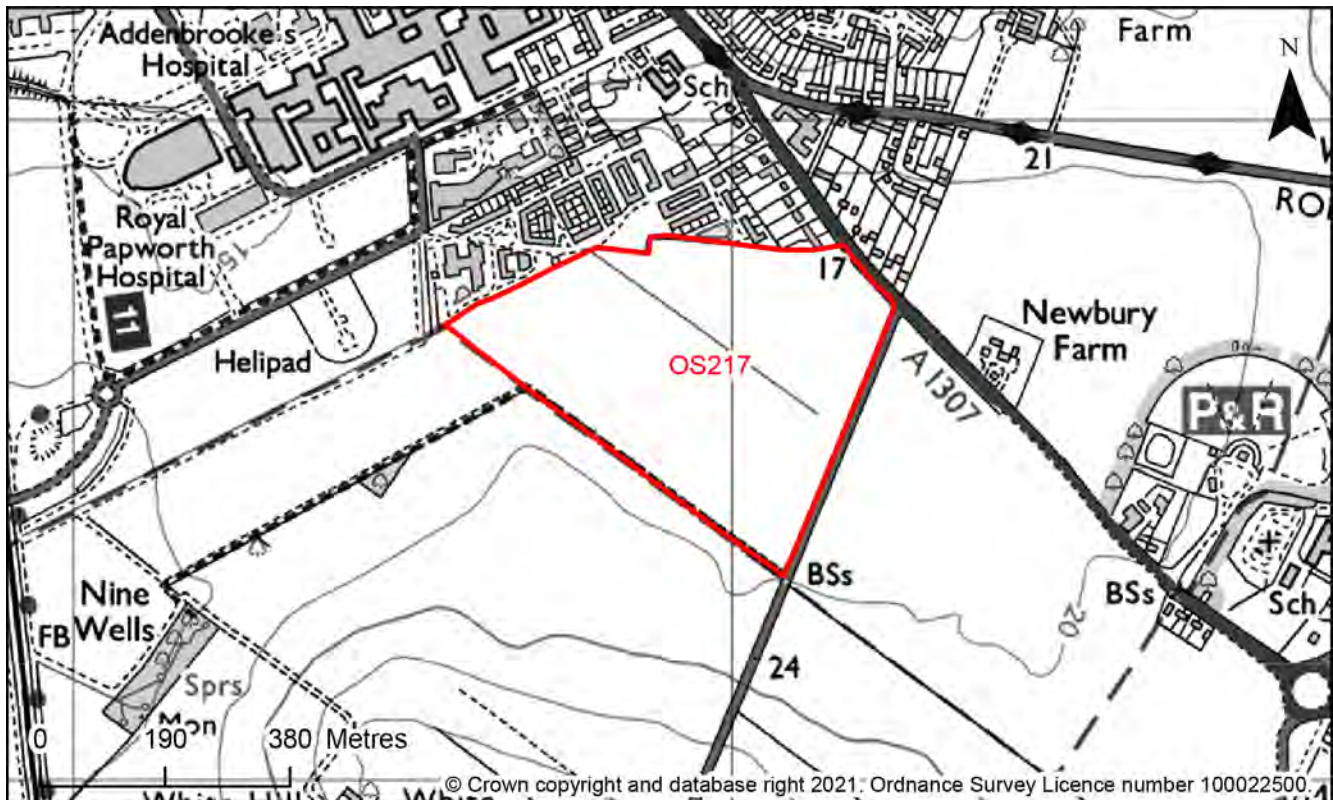 Addenbrooke's
Hospital
Farm
N
Sch
21
Royal
Papworth
Hospital
15
17
11
Helipad
OS217
Newbury
Farm
A 1307
P&R
Nine
Wells
FB
BSs
BSs
Sch
20
24
Sprs
Mon
0 190 380 Metres
© Crown copyright and database right 2021. Ordnance Survey Licence number 100022500